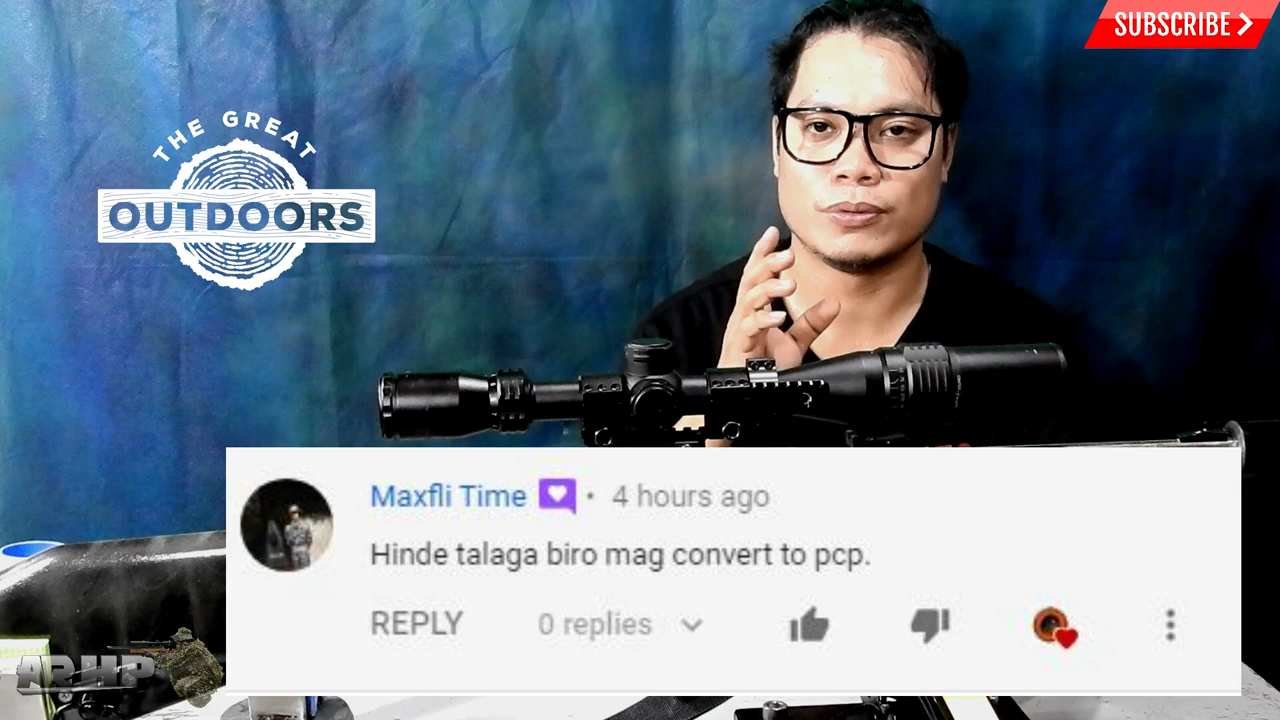 SUBSCRIBE
THE GREAT
OUTDOORS
Maxfli Time • 4 hours ago
Hinde talaga biro mag convert to pcp.
REPLY 0 replies
ARHP